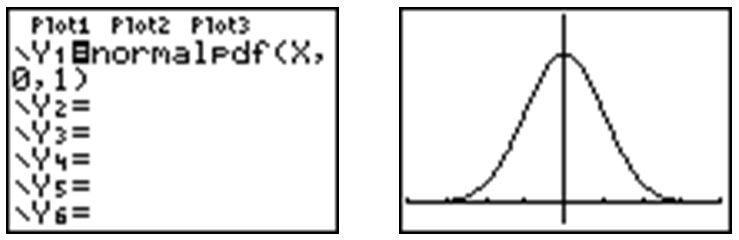 Plot1 Plot2 Plot3
\Y1=normalpdf(X,
0,1)
\Y2=
\Y3=
\Y4=
\Y5=
\Y6=